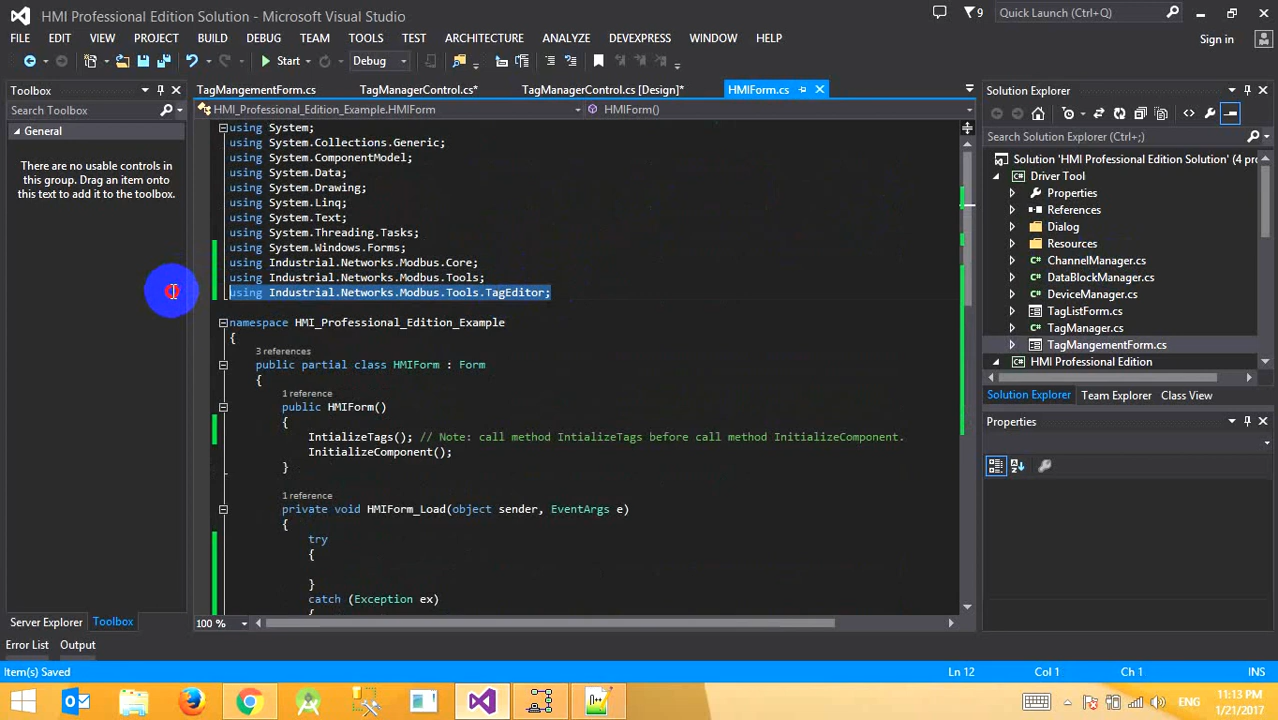 HMI Professional Edition Solution - Microsoft Visual Studio
9
Quick Launch (Ctrl+Q)
FILE EDIT VIEW PROJECT BUILD DEBUG TEAM TOOLS TEST ARCHITECTURE ANALYZE DEVEXPRESS WINDOW HELP
Sign in
Start
Debug
Toolbox
Search Toolbox
General
There are no usable controls in
this group. Drag an item onto
this text to add it to the toolbox.
Server Explorer Toolbox
TagMangementForm.cs TagManagerControl.cs* TagManagerControl.cs [Design]* HMIForm.cs
HMI_Professional_Edition_Example.HMIForm HMIForm()
using System;
using System.Collections.Generic;
using System.ComponentModel;
using System.Data;
using System.Drawing;
using System.Linq;
using System.Text;
using System.Threading.Tasks;
using System.Windows.Forms;
using Industrial.Networks.Modbus.Core;
using Industrial.Networks.Modbus.Tools;
using Industrial.Networks.Modbus.Tools.TagEditor;
namespace HMI_Professional_Edition_Example
{
3 references
public partial class HMIForm : Form
{
1 reference
public HMIForm()
{
IntializeTags(); // Note: call method IntializeTags before call method InitializeComponent.
InitializeComponent();
}
1 reference
private void HMIForm_Load(object sender, EventArgs e)
{
try
{
}
catch (Exception ex)
{
100 %
Solution Explorer
Search Solution Explorer (Ctrl+;)
Solution 'HMI Professional Edition Solution' (4 pro
Driver Tool
Properties
References
Dialog
Resources
ChannelManager.cs
DataBlockManager.cs
DeviceManager.cs
TagListForm.cs
TagManager.cs
TagMangementForm.cs
HMI Professional Edition
Solution Explorer Team Explorer Class View
Properties
Error List Output
Item(s) Saved
Ln 12 Col 1 Ch 1 INS
ENG
11:13 PM
1/21/2017